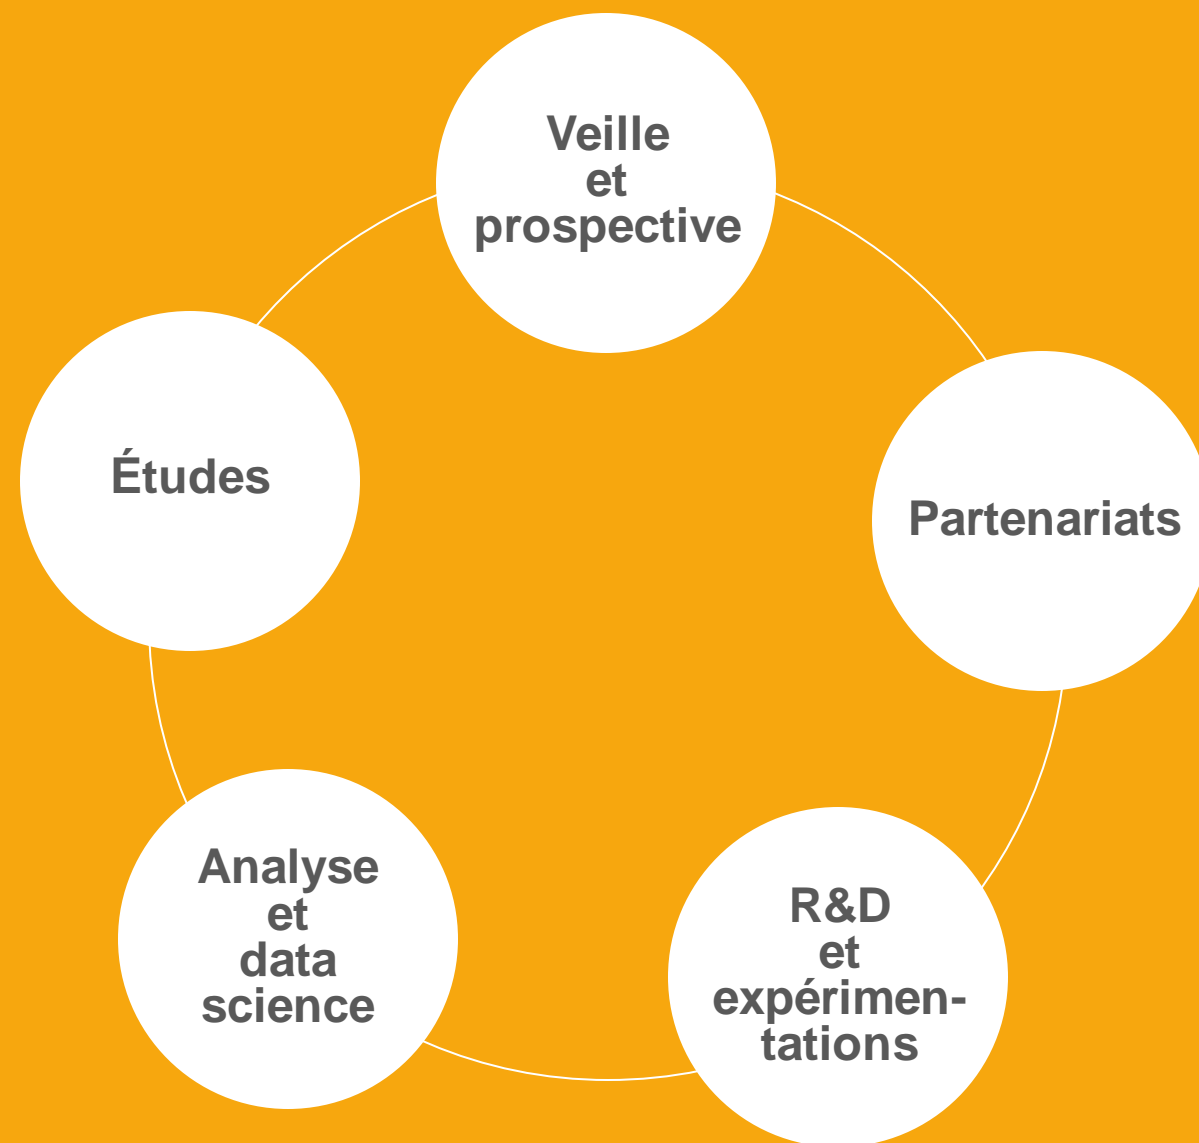 Veille
et
prospective
Études
Partenariats
Analyse
et
data
science
R&D
et
expérimen-
tations